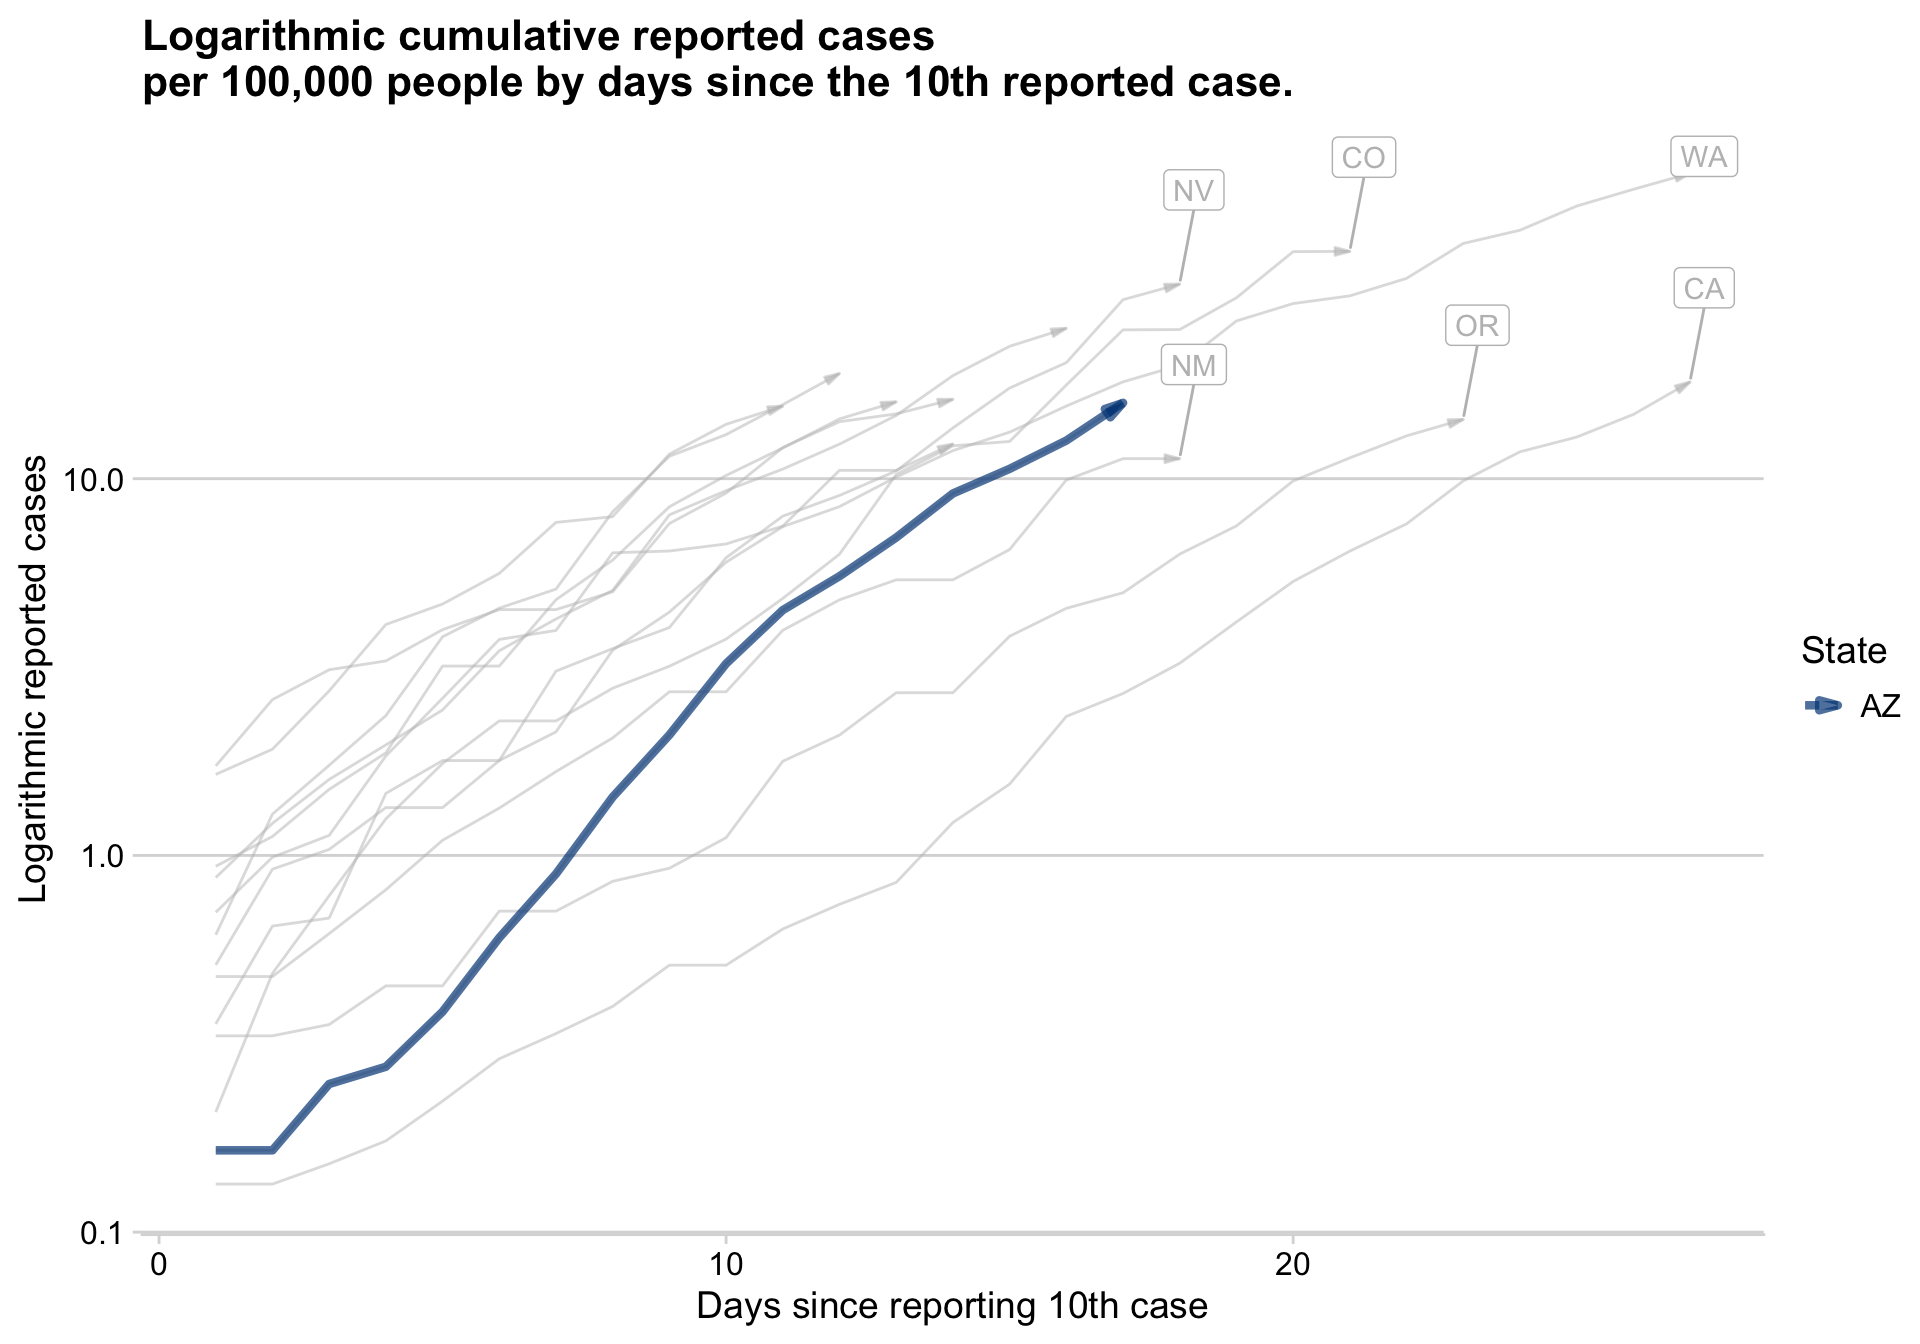 Logarithmic cumulative reported cases
per 100,000 people by days since the 10th reported case.
CO
WA
NV
CA
OR
NM
Logarithmic reported cases
10.0
1.0
0.1
0
10
20
Days since reporting 10th case
State
AZ